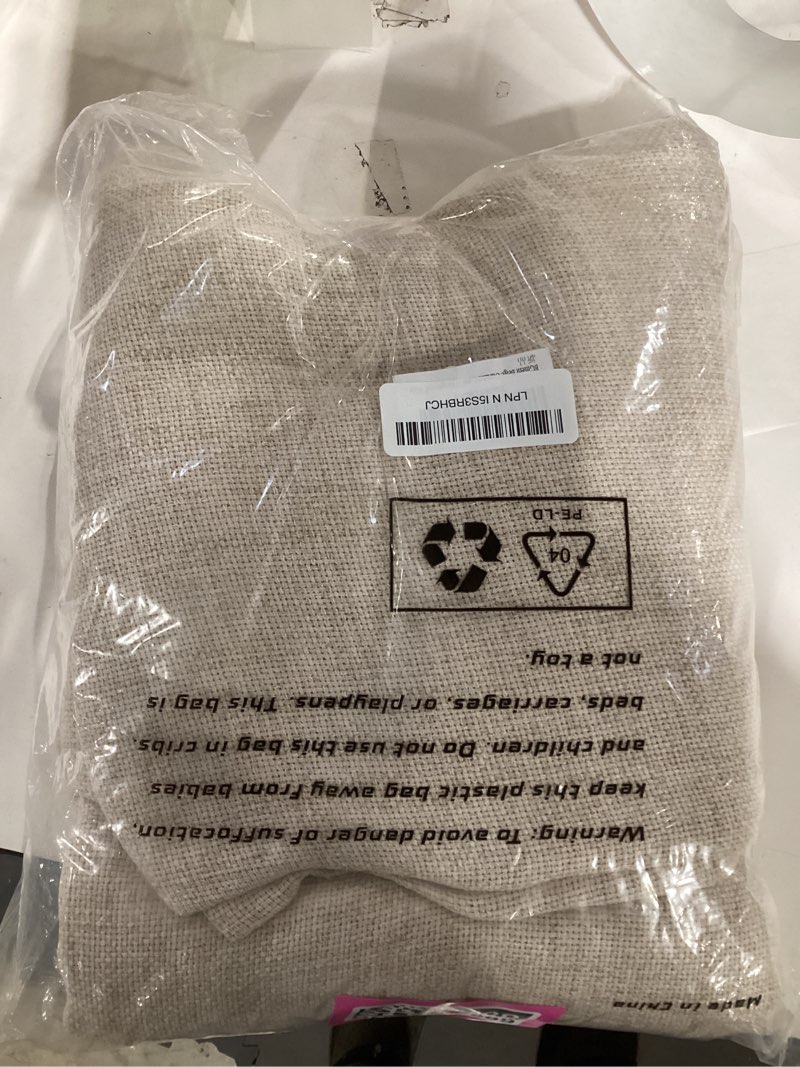 Warning: To avoid danger of suffocation,
keep this plastic bag away from babies
and children. Do not use this bag in cribs,
beds, carriages, or playpens. This bag is
not a toy.
04
PE-LD
LPN N I5S3RBHCJ
Made in China